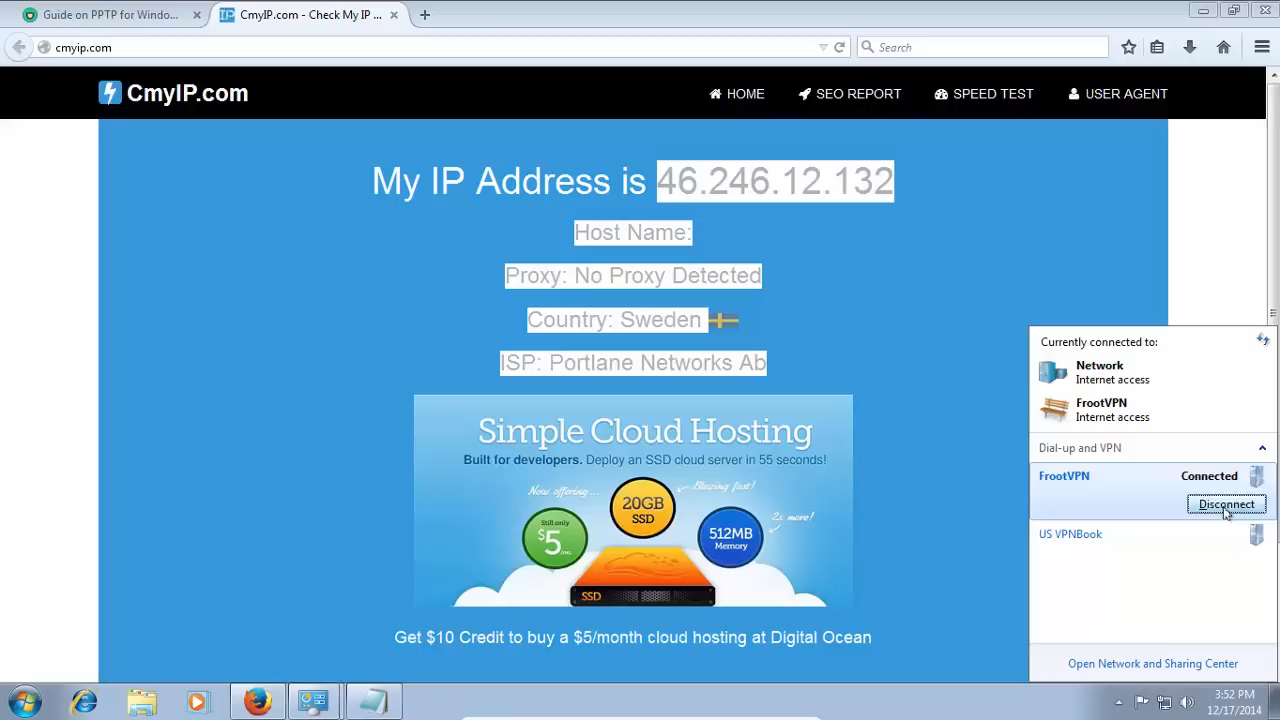 Guide on PPTP for Windo...
CmyIP.com - Check My IP ...
cmyip.com
Search
CmyIP.com
HOME
SEO REPORT
SPEED TEST
USER AGENT
My IP Address is 46.246.12.132
Host Name:
Proxy: No Proxy Detected
Country: Sweden
ISP: Portlane Networks Ab
Simple Cloud Hosting
Built for developers. Deploy an SSD cloud server in 55 seconds!
Now offering...
Blazing fast!
20GB
SSD
2x more!
Still only
$5/mo
512MB
Memory
SSD
Get $10 Credit to buy a $5/month cloud hosting at Digital Ocean
Currently connected to:
Network
Internet access
FrootVPN
Internet access
Dial-up and VPN
FrootVPN Connected
Disconnect
US VPNBook
Open Network and Sharing Center
3:52 PM
12/17/2014